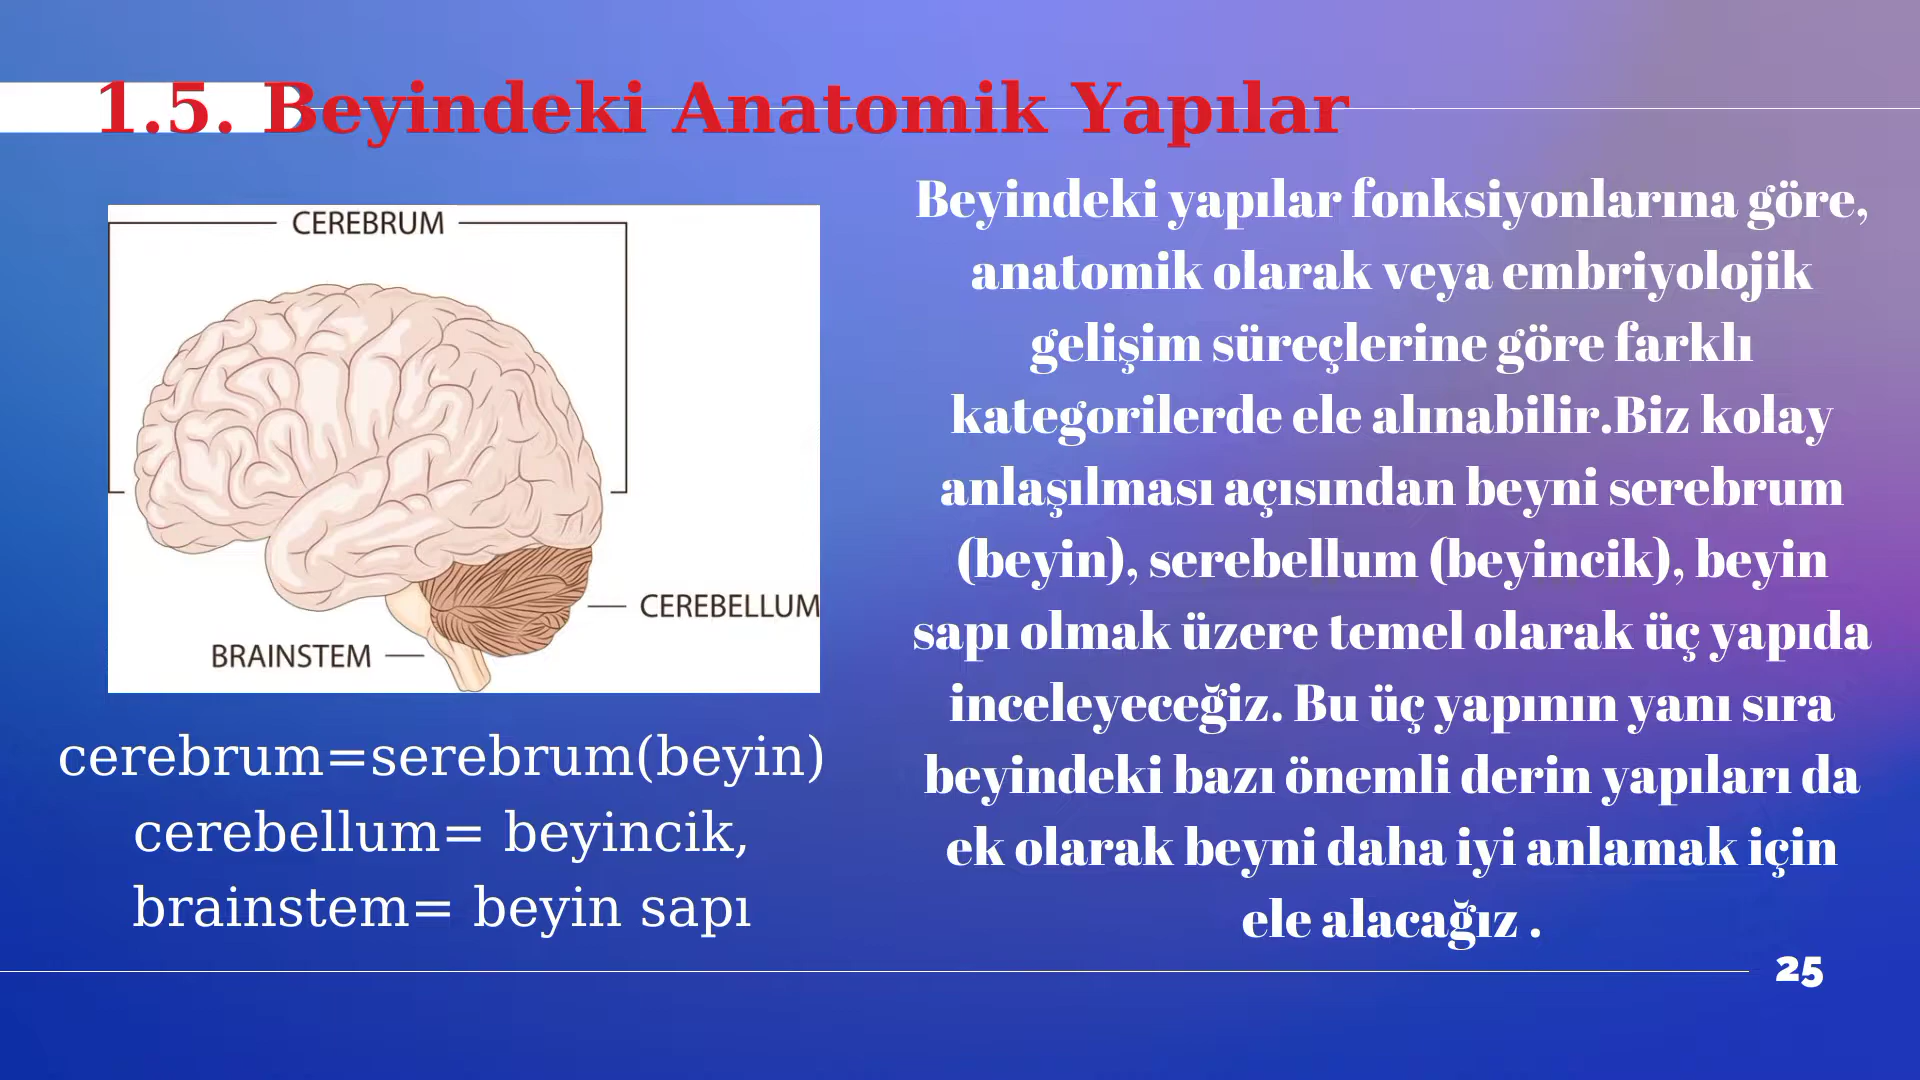 1.5. Beyindeki Anatomik Yapılar
CEREBRUM
CEREBELLUM
BRAINSTEM
cerebrum=serebrum(beyin)
cerebellum= beyincik,
brainstem= beyin sapı
Beyindeki yapılar fonksiyonlarına göre,
anatomik olarak veya embriyolojik
gelişim süreçlerine göre farklı
kategorilerde ele alınabilir.Biz kolay
anlaşılması açısından beyni serebrum
(beyin), serebellum (beyincik), beyin
sapı olmak üzere temel olarak üç yapıda
inceleyeceğiz. Bu üç yapının yanı sıra
beyindeki bazı önemli derin yapıları da
ek olarak beyni daha iyi anlamak için
ele alacağız .
25